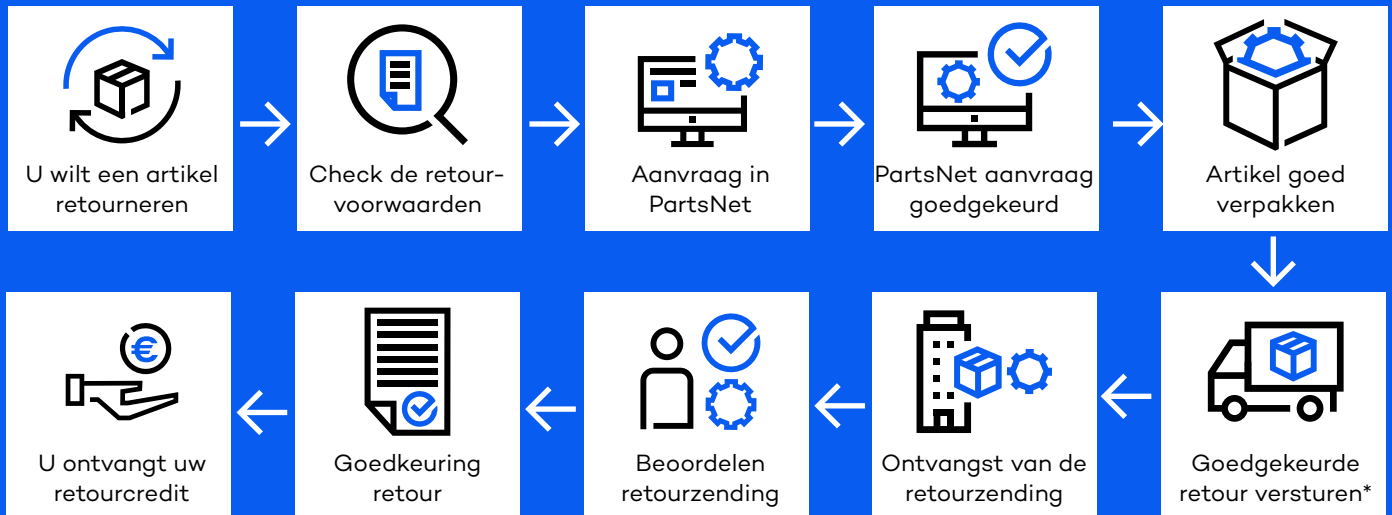 U wilt een artikel
retourneren
Check de retour-
voorwaarden
Aanvraag in
PartsNet
PartsNet aanvraag
goedgekeurd
Artikel goed
verpakken
Goedgekeurde
retour versturen*
Ontvangst van de
retourzending
Beoordelen
retourzending
Goedkeuring
retour
€
U ontvangt uw
retourcredit